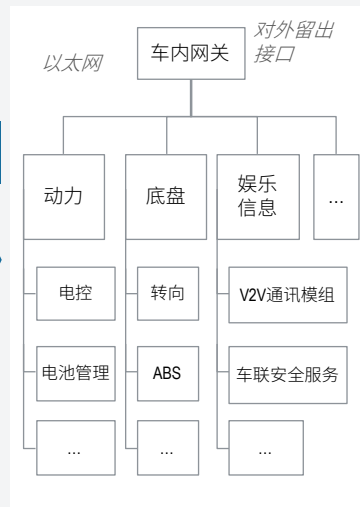 以太网
车内网关
对外留出
接口
动力
底盘
娱乐
信息
...
电控
转向
V2V通讯模组
电池管理
ABS
车联安全服务
...
...
...